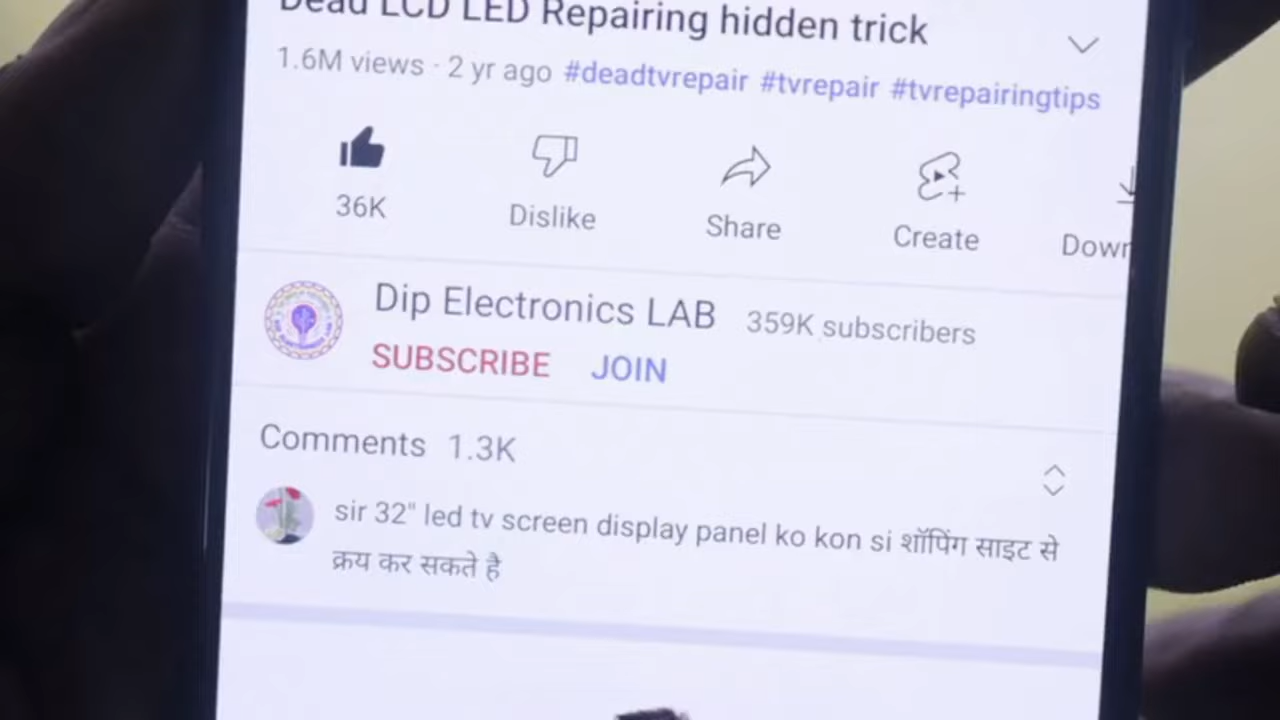 Dead LCD LED Repairing hidden trick
1.6M views · 2 yr ago #deadtvrepair #tvrepair #tvrepairingtips
36K
Dislike
Share
Create
Down
Dip Electronics LAB 359K subscribers
SUBSCRIBE JOIN
Comments 1.3K
sir 32" led tv screen display panel ko kon si शॉपिंग साइट से
क्रय कर सकते है